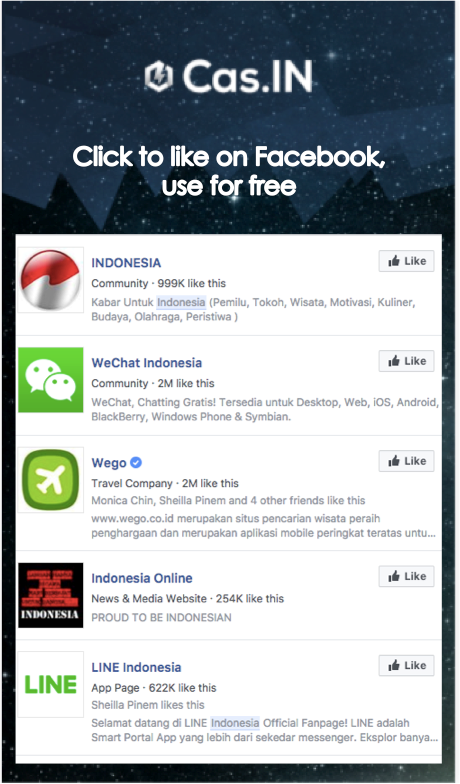 Cas.IN
Click to like on Facebook,
use for free
INDONESIA
Like
Community · 999K like this
Kabar Untuk Indonesia (Pemilu, Tokoh, Wisata, Motivasi, Kuliner,
Budaya, Olahraga, Peristiwa )
WeChat Indonesia
Like
Community · 2M like this
WeChat, Chatting Gratis! Tersedia untuk Desktop, Web, iOS, Android,
BlackBerry, Windows Phone & Symbian.
Wego
Like
Travel Company · 2M like this
Monica Chin, Sheilla Pinem and 4 other friends like this
www.wego.co.id merupakan situs pencarian wisata peraih
penghargaan dan merupakan aplikasi mobile peringkat teratas untu...
INDONESIA
Indonesia Online
Like
News & Media Website · 254K like this
PROUD TO BE INDONESIAN
LINE
LINE Indonesia
Like
App Page · 622K like this
Sheilla Pinem likes this
Selamat datang di LINE Indonesia Official Fanpage! LINE adalah
Smart Portal App yang lebih dari sekedar messenger. Eksplor banya...